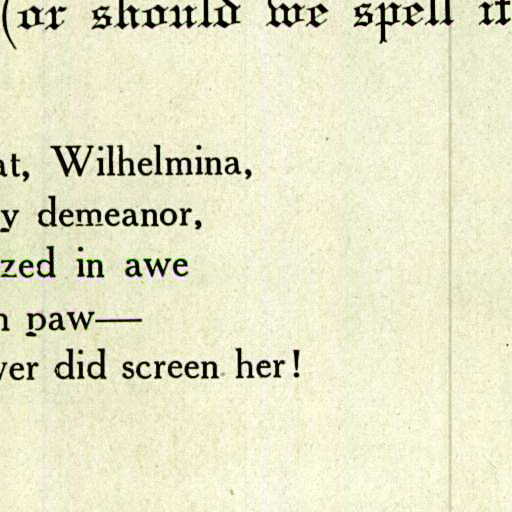 (or should we spell it
at, Wilhelmina,
y demeanor,
zed in awe
n paw—
ver did screen her!